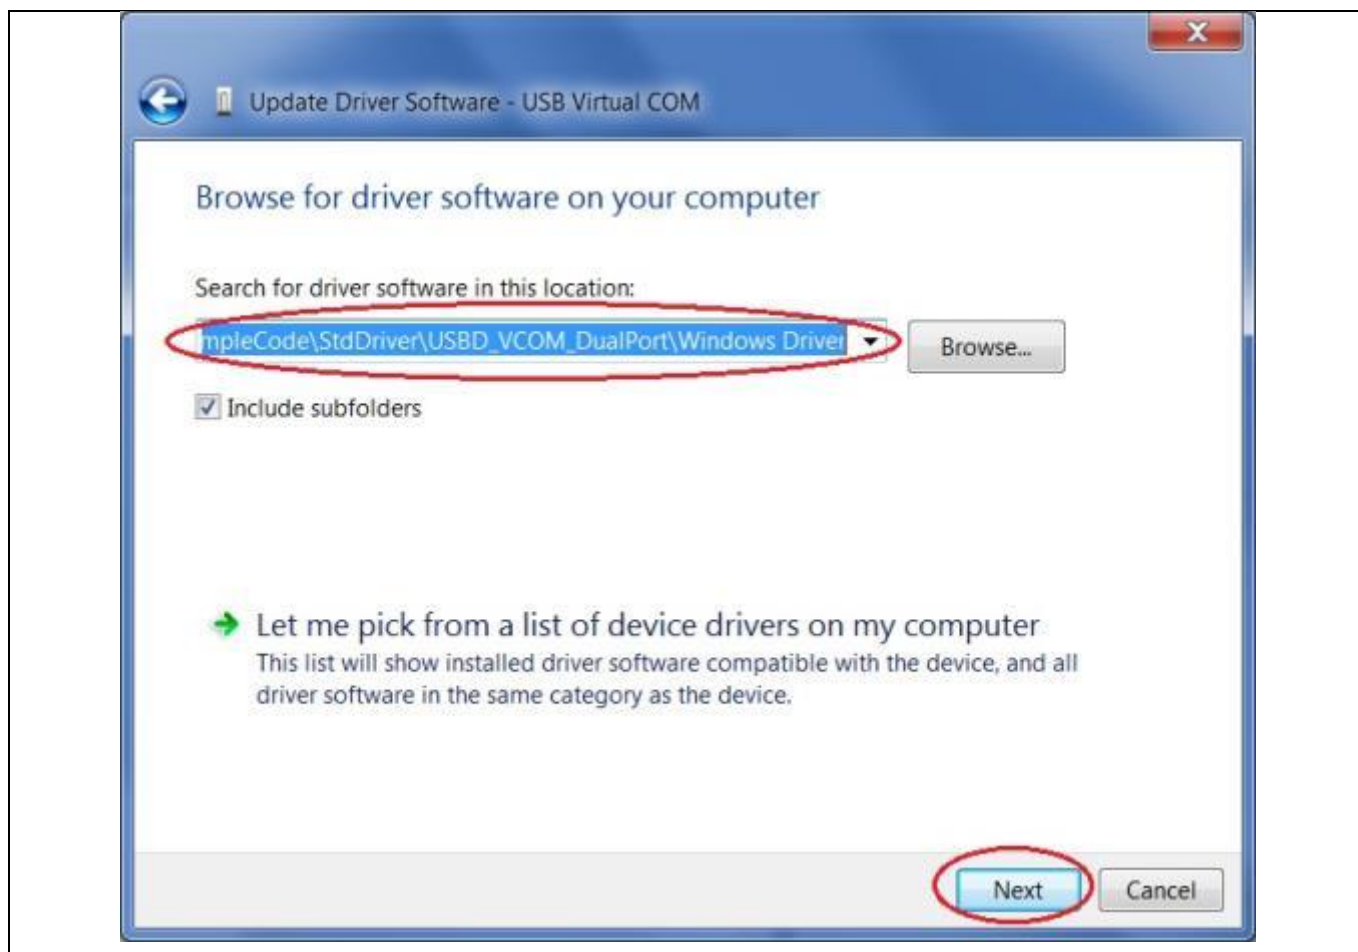 X
Update Driver Software - USB Virtual COM
Browse for driver software on your computer
Search for driver software in this location:
mpleCode\StdDriver\USBD_VCOM_DualPort\Windows Driver
Browse...
Include subfolders
Let me pick from a list of device drivers on my computer
This list will show installed driver software compatible with the device, and all
driver software in the same category as the device.
Next
Cancel